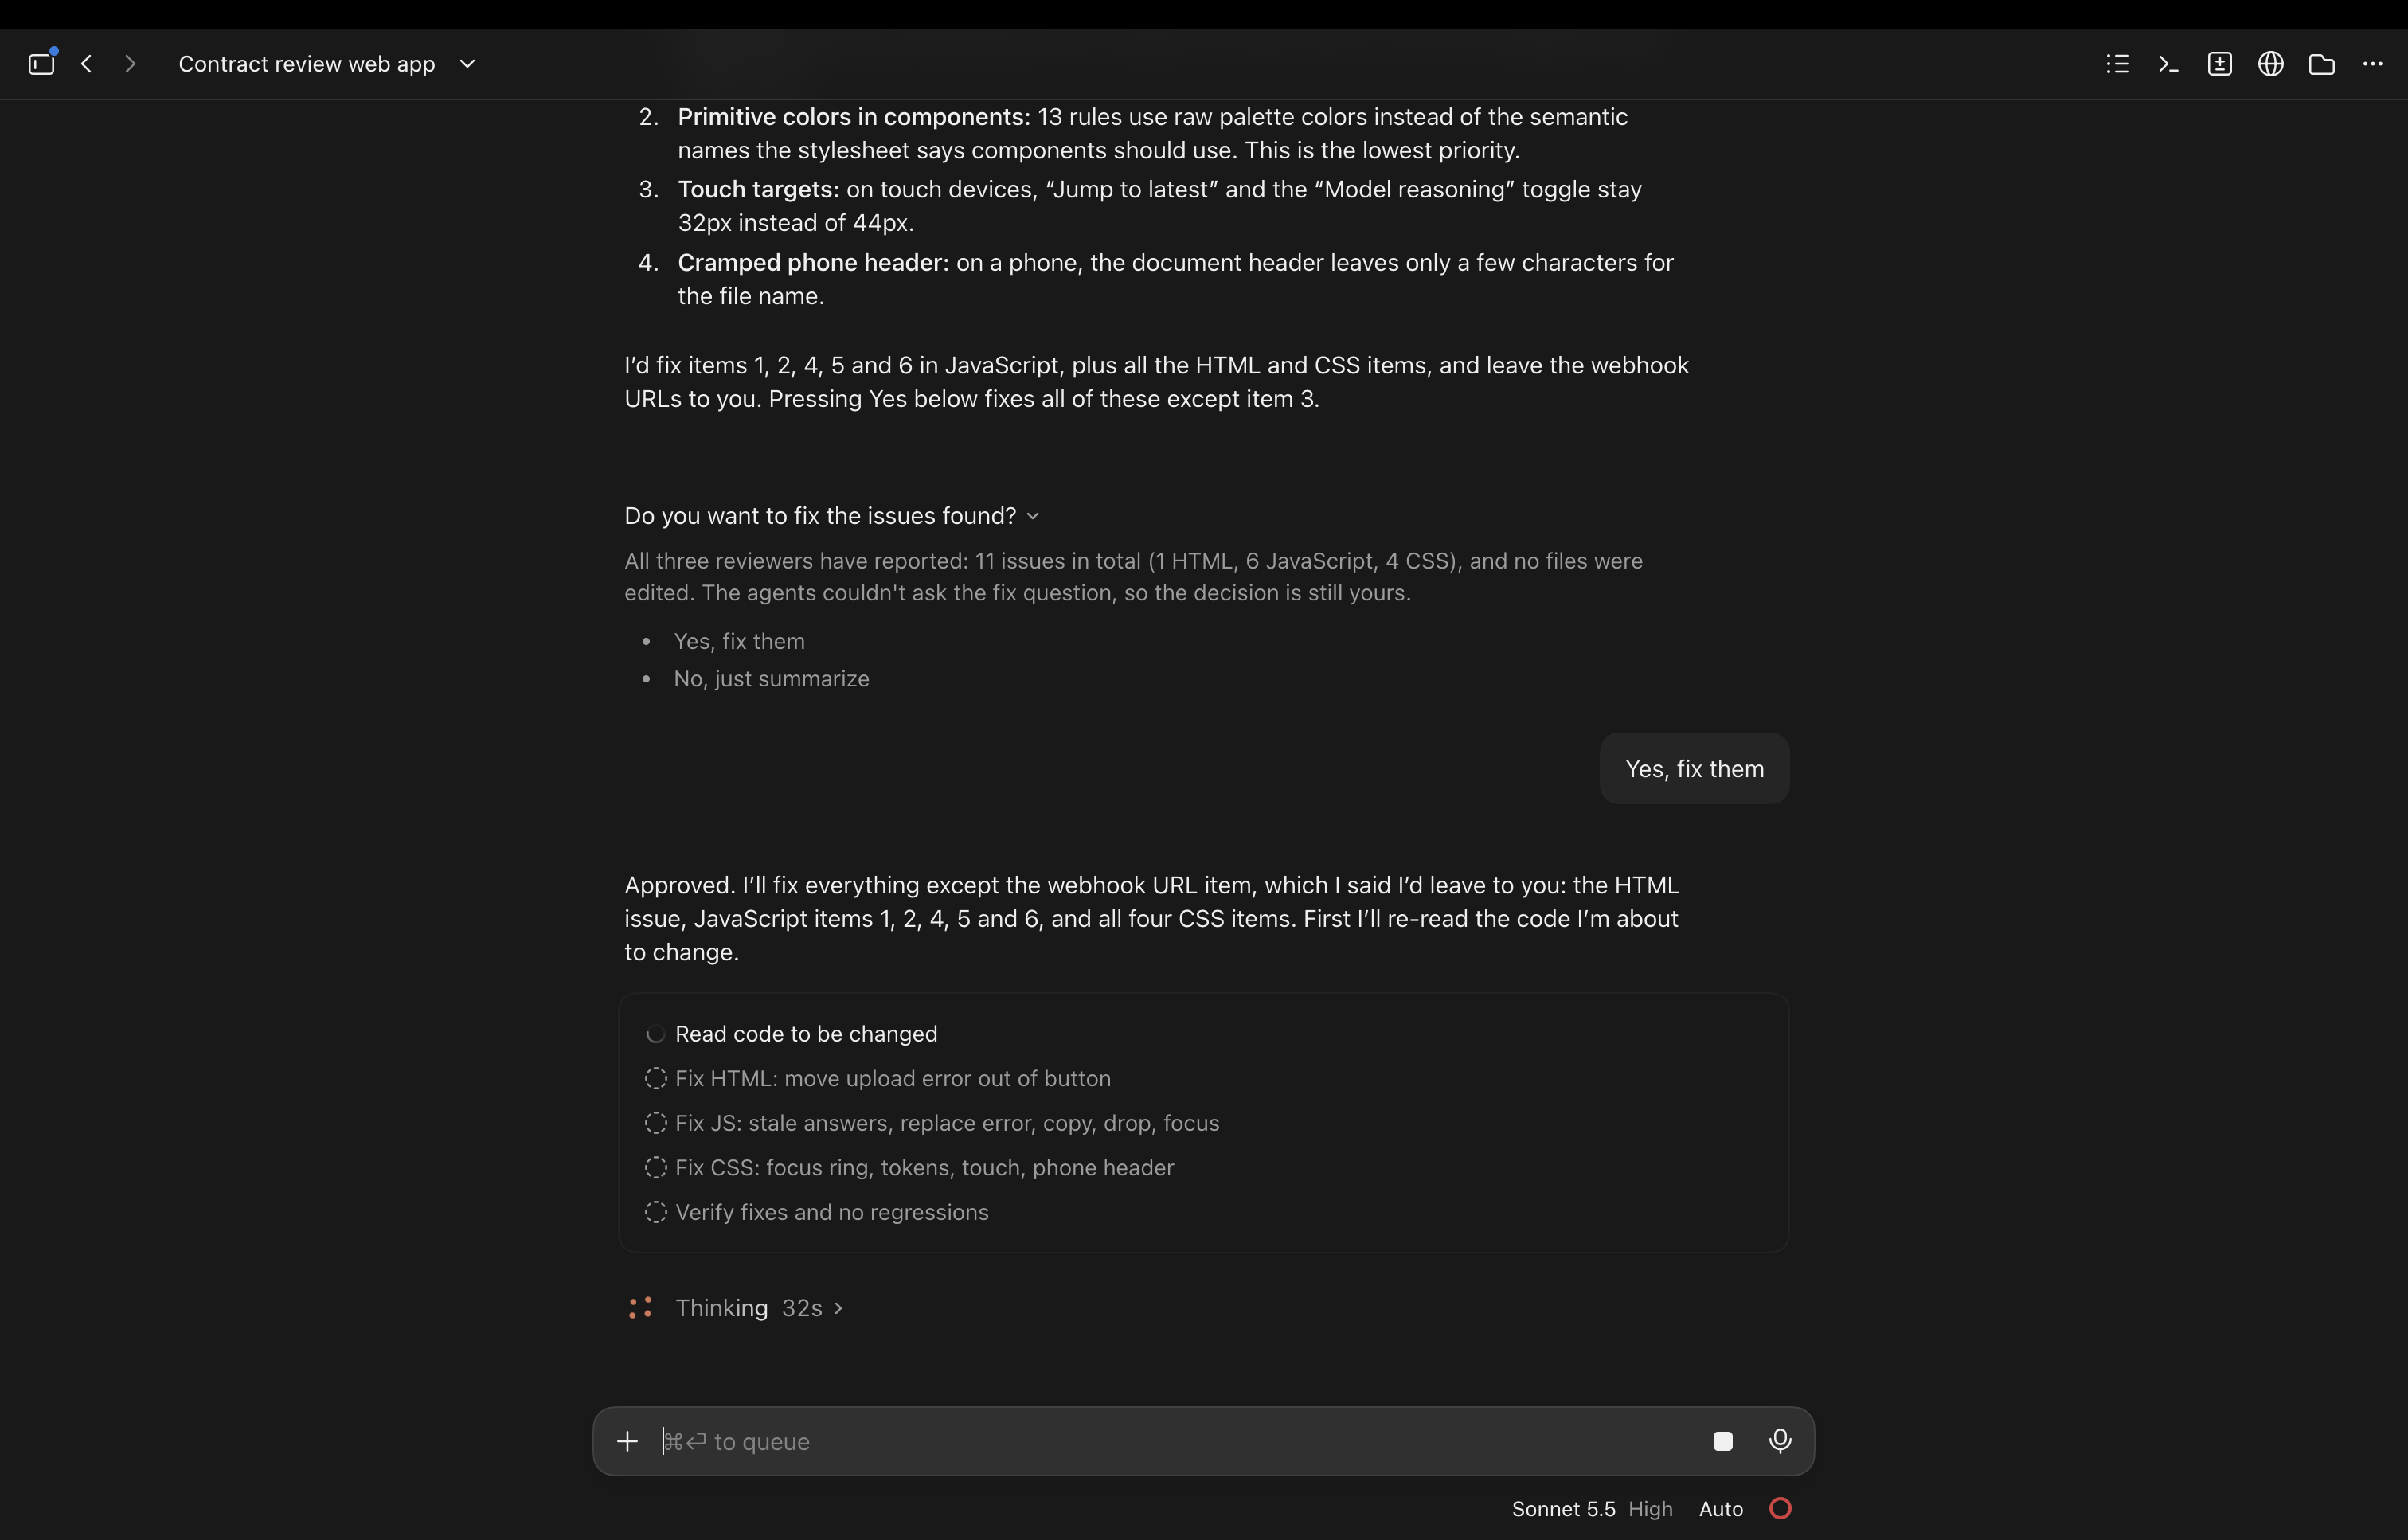 Contract review web app
2. Primitive colors in components: 13 rules use raw palette colors instead of the semantic
names the stylesheet says components should use. This is the lowest priority.
3. Touch targets: on touch devices, “Jump to latest” and the “Model reasoning” toggle stay
32px instead of 44px.
4. Cramped phone header: on a phone, the document header leaves only a few characters for
the file name.
I’d fix items 1, 2, 4, 5 and 6 in JavaScript, plus all the HTML and CSS items, and leave the webhook
URLs to you. Pressing Yes below fixes all of these except item 3.
Do you want to fix the issues found?
All three reviewers have reported: 11 issues in total (1 HTML, 6 JavaScript, 4 CSS), and no files were
edited. The agents couldn't ask the fix question, so the decision is still yours.
• Yes, fix them
• No, just summarize
Yes, fix them
Approved. I’ll fix everything except the webhook URL item, which I said I’d leave to you: the HTML
issue, JavaScript items 1, 2, 4, 5 and 6, and all four CSS items. First I’ll re-read the code I’m about
to change.
Read code to be changed
Fix HTML: move upload error out of button
Fix JS: stale answers, replace error, copy, drop, focus
Fix CSS: focus ring, tokens, touch, phone header
Verify fixes and no regressions
Thinking 32s
⌘⏎ to queue
Sonnet 5.5 High Auto